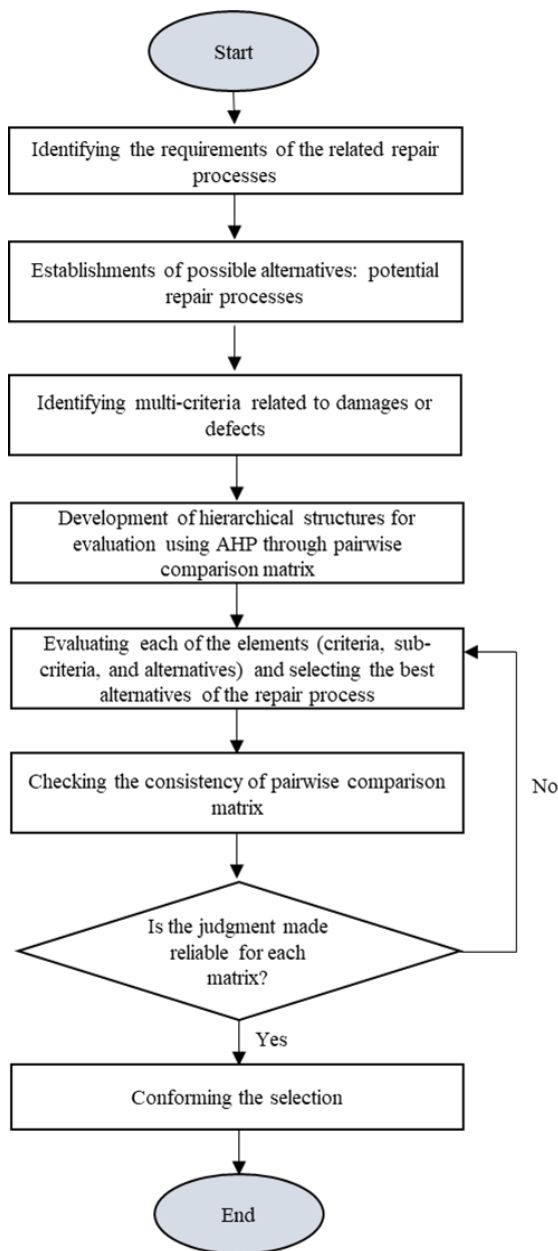 Start
Identifying the requirements of the related repair
processes
Establishments of possible alternatives: potential
repair processes
Identifying multi-criteria related to damages or
defects
Development of hierarchical structures for
evaluation using AHP through pairwise
comparison matrix
Evaluating each of the elements (criteria, sub-
criteria, and alternatives) and selecting the best
alternatives of the repair process
Checking the consistency of pairwise comparison
matrix
No
Is the judgment made
reliable for each
matrix?
Yes
Conforming the selection
End